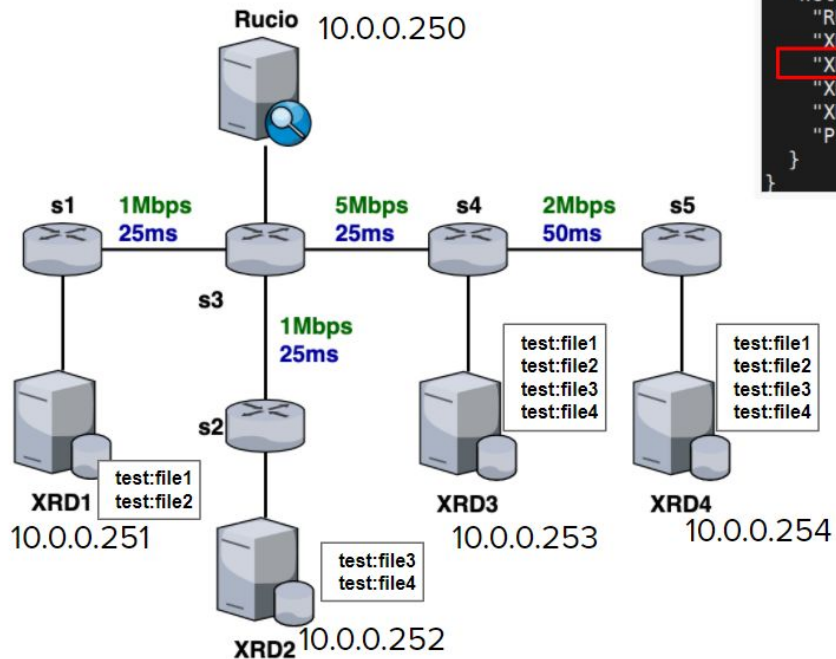 Rucio 10.0.0.250
"R
"X
"X
"X
"X
"P
}
}
s1
1Mbps
25ms
5Mbps
25ms
s4
2Mbps
50ms
s5
s3
1Mbps
25ms
s2
test:file1
test:file2
test:file3
test:file4
test:file1
test:file2
test:file3
test:file4
test:file1
test:file2
XRD1
10.0.0.251
XRD3
10.0.0.253
XRD4
10.0.0.254
test:file3
test:file4
XRD2
10.0.0.252